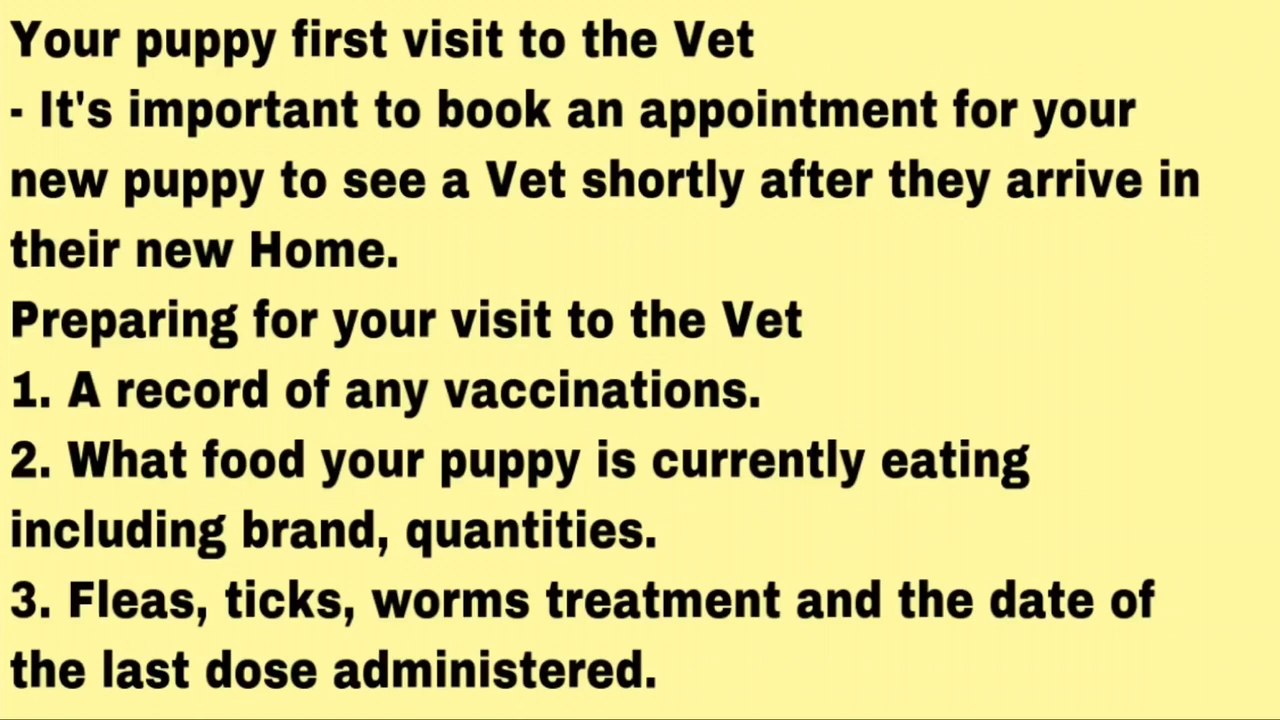 Your puppy first visit to the Vet
- It's important to book an appointment for your
new puppy to see a Vet shortly after they arrive in
their new Home.
Preparing for your visit to the Vet
1. A record of any vaccinations.
2. What food your puppy is currently eating
including brand, quantities.
3. Fleas, ticks, worms treatment and the date of
the last dose administered.